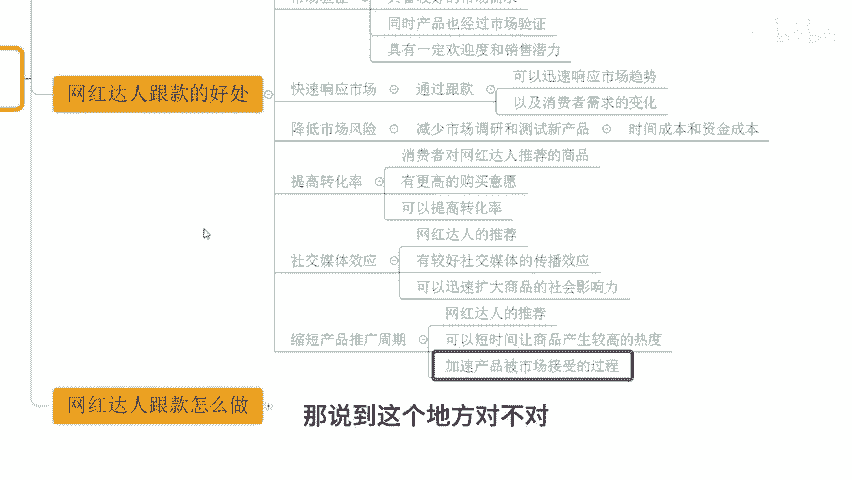 同时产品也经过市场验证
具有一定欢迎度和销售潜力
网红达人跟款的好处
快速响应市场
通过跟款
可以迅速响应市场趋势
以及消费者需求的变化
降低市场风险
减少市场调研和测试新产品
时间成本和资金成本
消费者对网红达人推荐的商品
提高转化率
有更高的购买意愿
可以提高转化率
网红达人的推荐
社交媒体效应
有较好社交媒体的传播效应
可以迅速扩大商品的社会影响力
网红达人的推荐
缩短产品推广周期
可以短时间让商品产生较高的热度
加速产品被市场接受的过程
网红达人跟款怎么做
那说到这个地方对不对